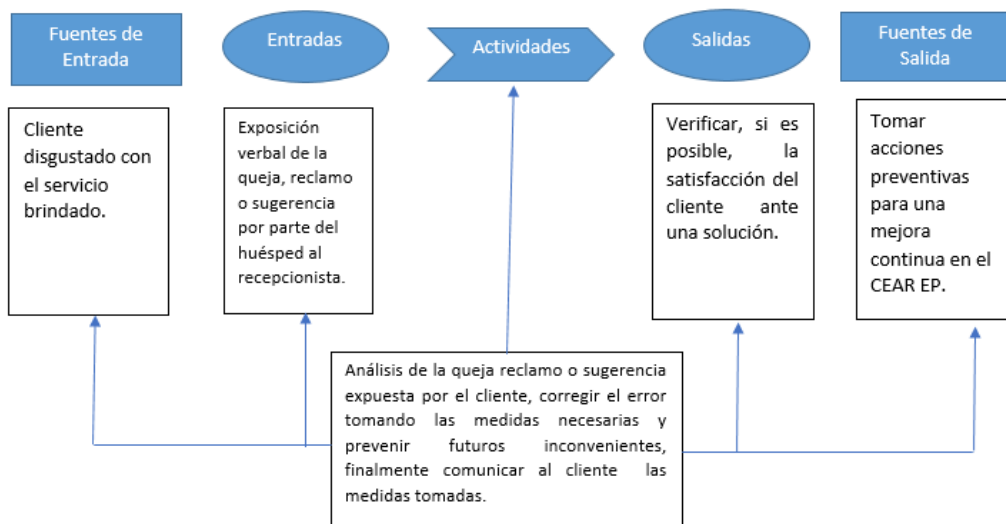 Fuentes de
Entrada
Entradas
Actividades
Salidas
Fuentes de
Salida
Cliente
disgustado con
el servicio
brindado.
Exposición
verbal de la
queja, reclamo
o sugerencia
por parte del
huésped al
recepcionista.
Verificar, si es
posible, la
satisfacción del
cliente ante
una solución.
Tomar
acciones
preventivas
para una
mejora
continua en el
CEAR EP.
Análisis de la queja reclamo o sugerencia
expuesta por el cliente, corregir el error
tomando las medidas necesarias y
prevenir futuros inconvenientes,
finalmente comunicar al cliente las
medidas tomadas.